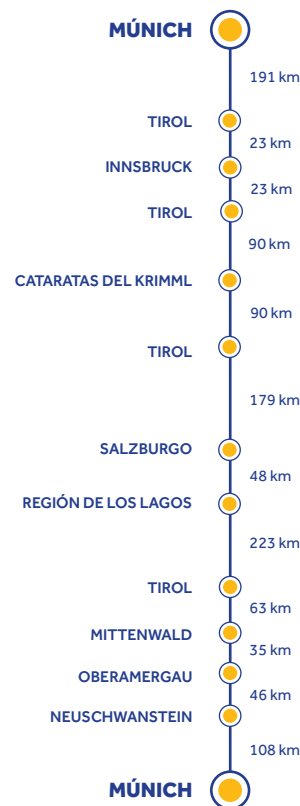 MÚNICH
191 km
TIROL
23 km
INNSBRUCK
23 km
TIROL
90 km
CATARATAS DEL KRIMML
90 km
TIROL
179 km
SALZBURGO
48 km
REGIÓN DE LOS LAGOS
223 km
TIROL
63 km
MITTENWALD
35 km
OBERAMERGAU
46 km
NEUSCHWANSTEIN
108 km
MÚNICH